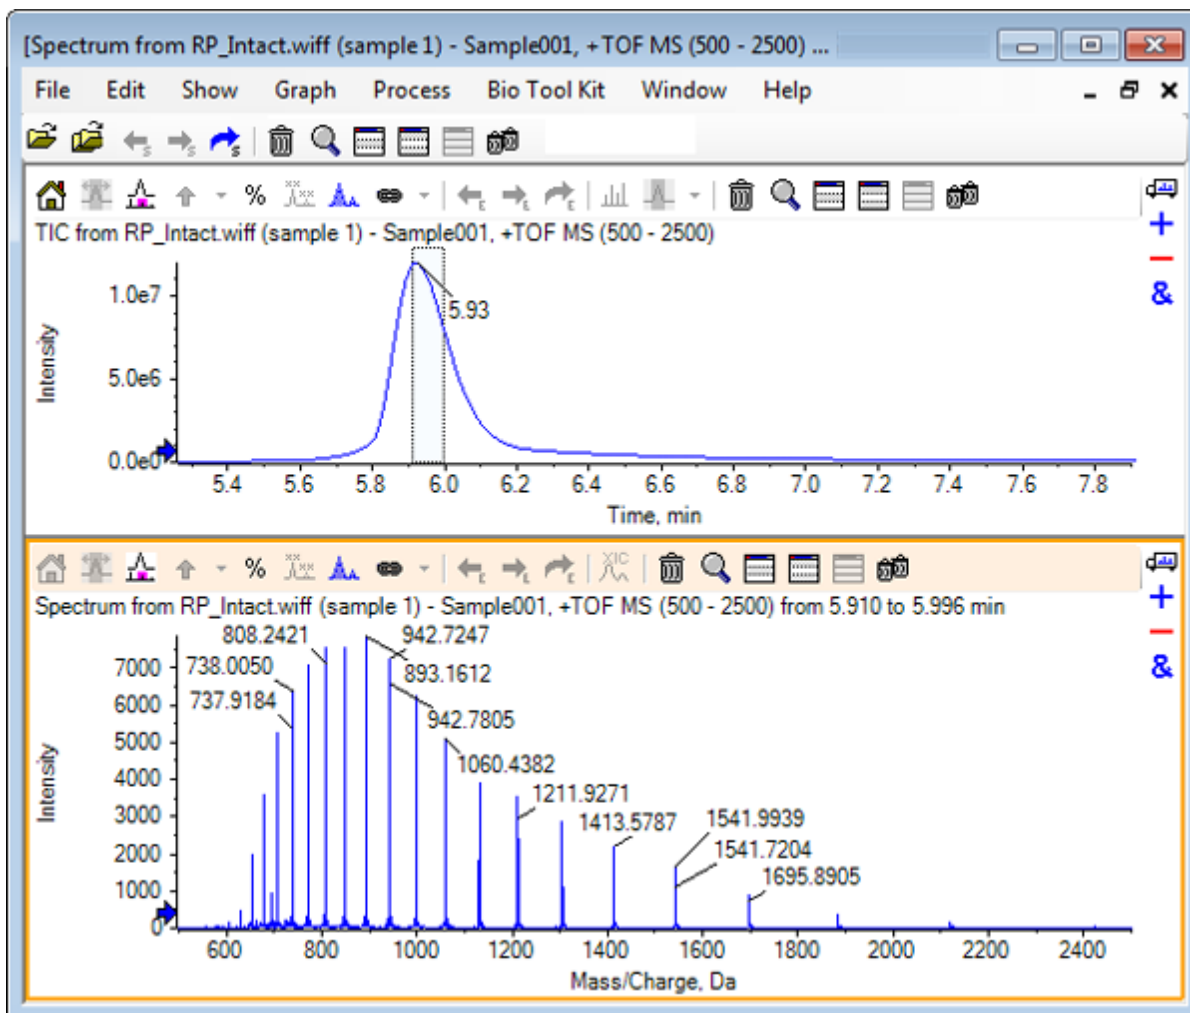 [Spectrum from RP_Intact.wiff (sample 1) - Sample001, +TOF MS (500 - 2500) ...
File Edit Show Graph Process Bio Tool Kit Window Help
TIC from RP_Intact.wiff (sample 1) - Sample001, +TOF MS (500 - 2500)
Intensity
1.0e7
5.0e6
0.0e0
5.93
5.4 5.6 5.8 6.0 6.2 6.4 6.6 6.8 7.0 7.2 7.4 7.6 7.8
Time, min
XIC
Spectrum from RP_Intact.wiff (sample 1) - Sample001, +TOF MS (500 - 2500) from 5.910 to 5.996 min
Intensity
7000
6000
5000
4000
3000
2000
1000
0
808.2421
942.7247
738.0050
893.1612
737.9184
942.7805
1060.4382
1211.9271
1413.5787
1541.9939
1541.7204
1695.8905
600 800 1000 1200 1400 1600 1800 2000 2200 2400
Mass/Charge, Da